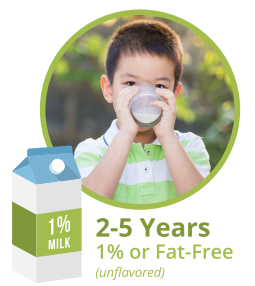 1%
MILK
2-5 Years
1% or Fat-Free
(unflavored)